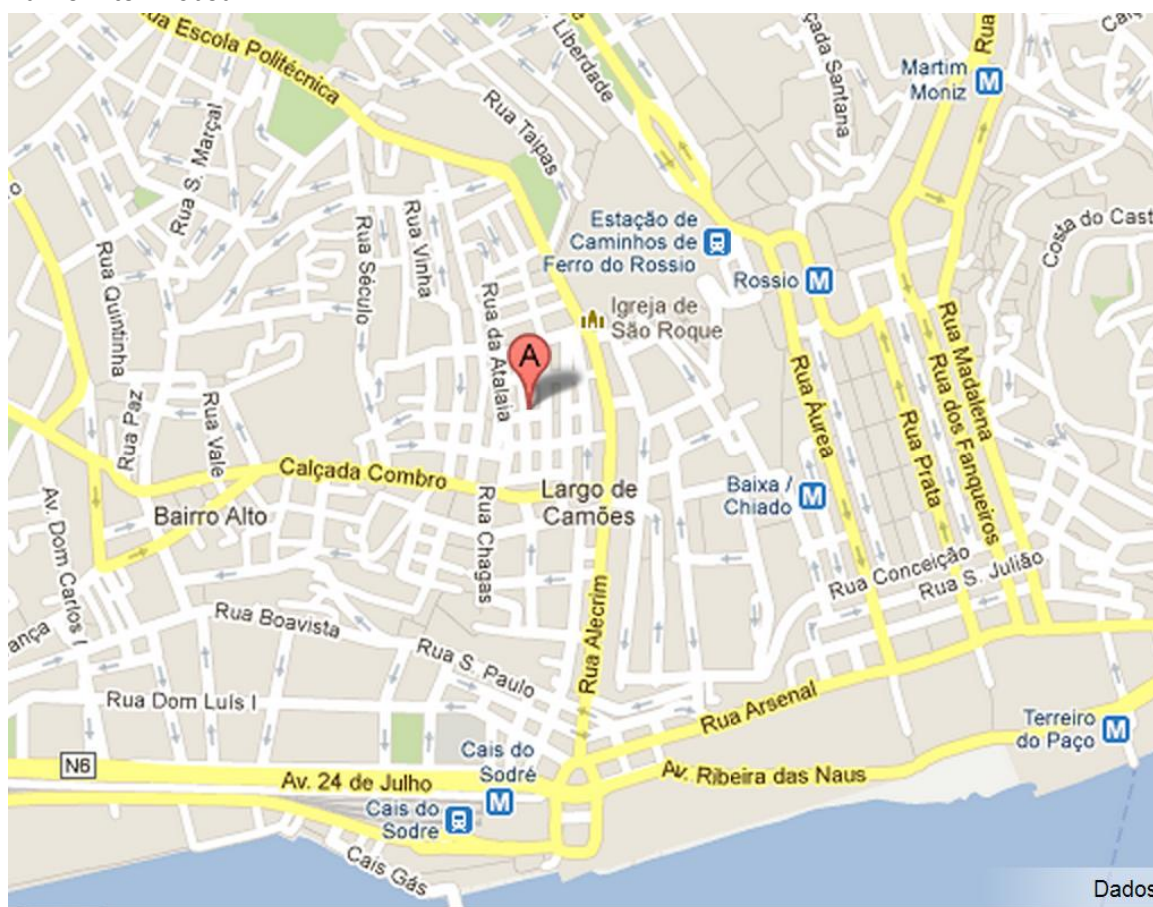 Rua Escola Politécnica
Liberdade
Calçada Santana
Martim
Moniz
M
Rua
Rua Taipas
Rua S. Marçal
Estação de
Caminhos de
Ferro do Rossio
Costa do Cast
Rua Quintinha
Rua Século
Rua Vinha
Rua da Atalaia
Rossio
M
Igreja de
São Roque
A
Rua Madalena
Rua dos Fanqueiros
Rua Áurea
Rua Prata
Rua Paz
Rua Vale
Calçada Combro
Largo de
Camões
Baixa /
Chiado
M
Bairro Alto
Av. Dom Carlos I
Rua Chagas
Rua Conceição
Rua S. Julião
Rua Boavista
ança
Rua S. Paulo
Rua Alecrim
Rua Dom Luís I
Rua Arsenal
Terreiro
do Paço
M
N6
Cais do
Sodré
M
Av. 24 de Julho
Av. Ribeira das Naus
Cais do
Sodre
Cais Gás
Dados